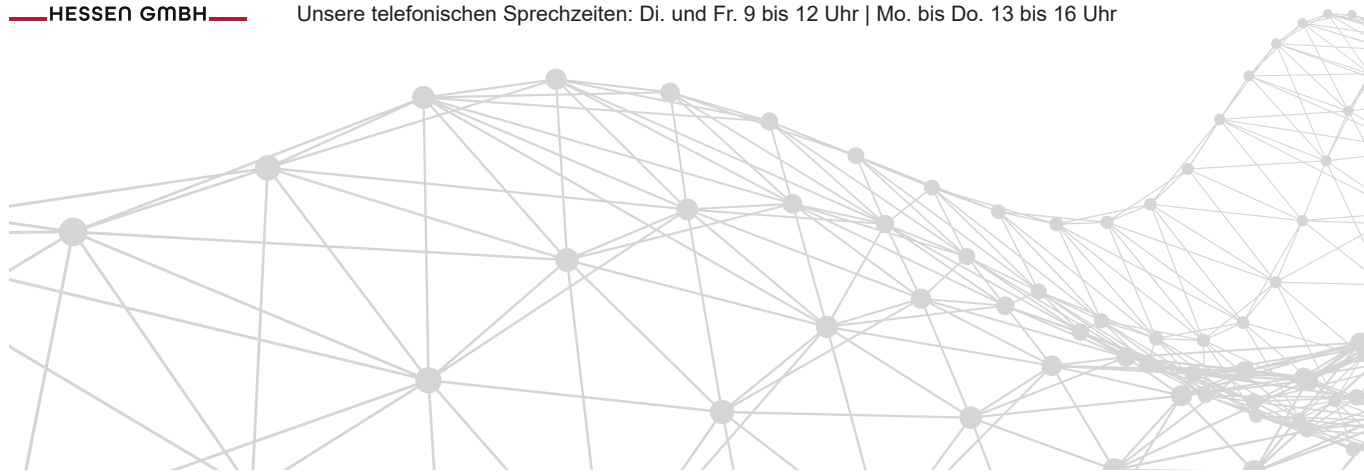 HESSEN GMBH
Unsere telefonischen Sprechzeiten: Di. und Fr. 9 bis 12 Uhr | Mo. bis Do. 13 bis 16 Uhr